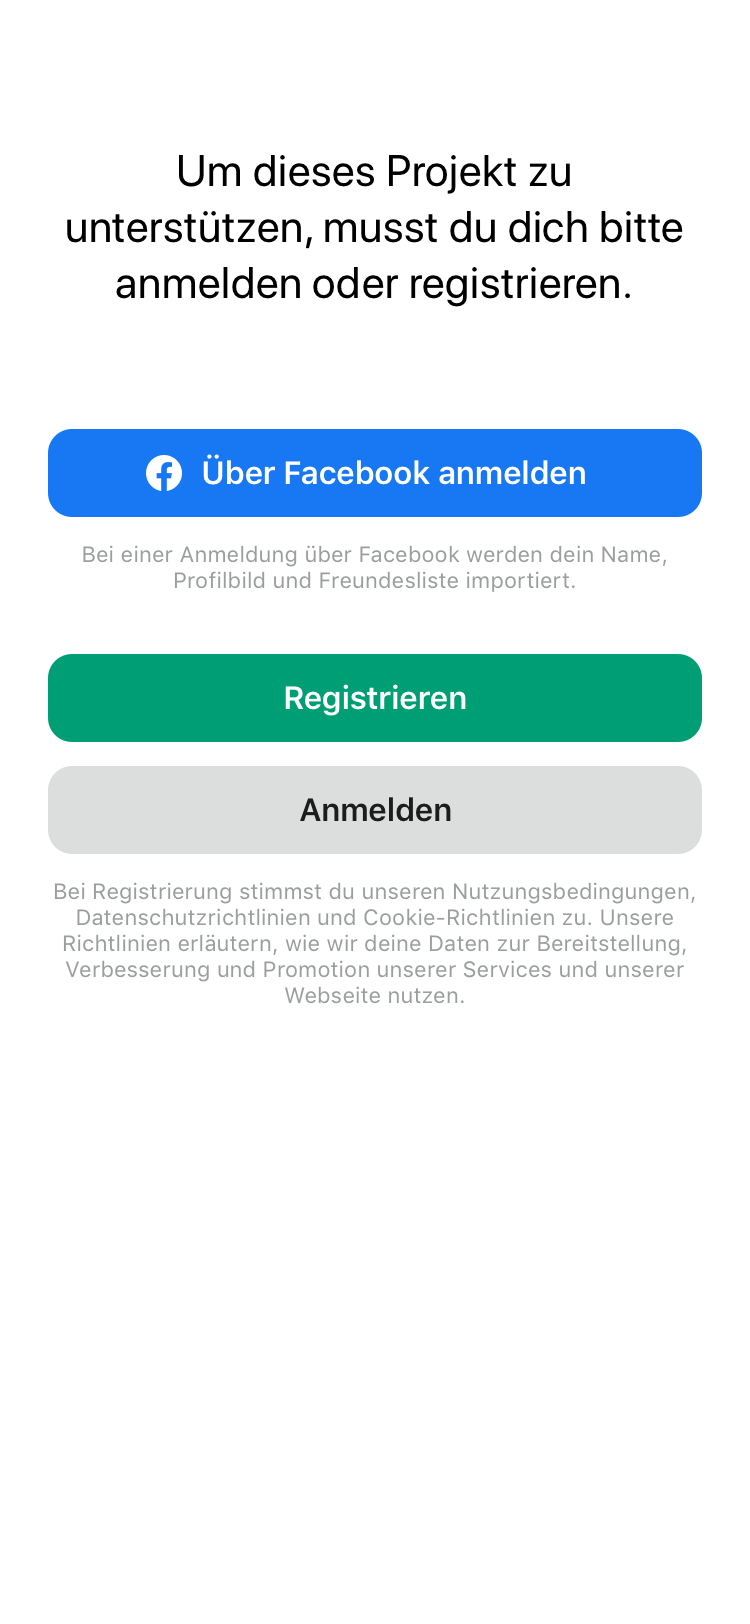 Um dieses Projekt zu
unterstützen, musst du dich bitte
anmelden oder registrieren.
Über Facebook anmelden
Bei einer Anmeldung über Facebook werden dein Name,
Profilbild und Freundesliste importiert.
Registrieren
Anmelden
Bei Registrierung stimmst du unseren Nutzungsbedingungen,
Datenschutzrichtlinien und Cookie-Richtlinien zu. Unsere
Richtlinien erläutern, wie wir deine Daten zur Bereitstellung,
Verbesserung und Promotion unserer Services und unserer
Webseite nutzen.